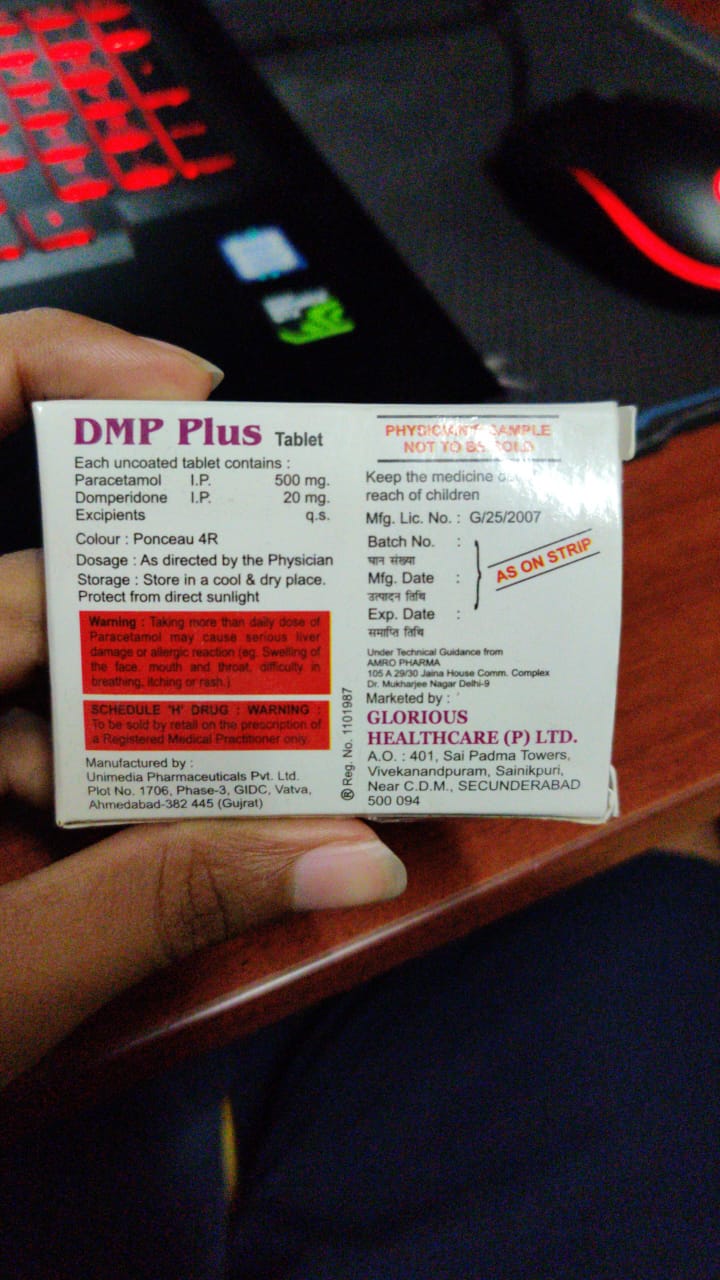 DMP Plus Tablet
Each uncoated tablet contains :
Paracetamol I.P. 500 mg.
Domperidone I.P. 20 mg.
Excipients q.s.
Colour : Ponceau 4R
Dosage : As directed by the Physician
Storage : Store in a cool & dry place.
Protect from direct sunlight
Warning : Taking more than daily dose of
Paracetamol may cause serious liver
damage or allergic reaction (eg. Swelling of
the face, mouth and throat, difficulty in
breathing, itching or rash.)
SCHEDULE 'H' DRUG : WARNING :
To be sold by retail on the prescription of
a Registered Medical Practitioner only.
Manufactured by :
Unimedia Pharmaceuticals Pvt. Ltd.
Plot No. 1706, Phase-3, GIDC, Vatva,
Ahmedabad-382 445 (Gujrat)
® Reg. No. 1101987
PHYSICIAN'S SAMPLE
NOT TO BE SOLD
Keep the medicine
reach of children
Mfg. Lic. No. : G/25/2007
Batch No. :
घान संख्या
Mfg. Date :
उत्पादन तिथि
Exp. Date :
समाप्ति तिथि
AS ON STRIP
Under Technical Guidance from
AMRO PHARMA
105 A 29/30 Jaina House Comm. Complex
Dr. Mukharjee Nagar Delhi-9
Marketed by :
GLORIOUS
HEALTHCARE (P) LTD.
A.O. : 401, Sai Padma Towers,
Vivekanandpuram, Sainikpuri,
Near C.D.M., SECUNDERABAD
500 094